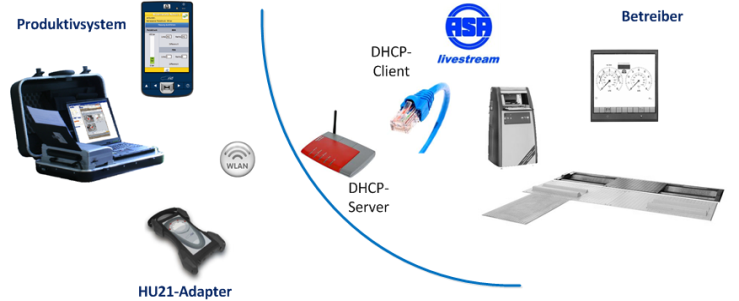 Produktivsystem
Betreiber
ASA
livestream
DHCP-
Client
WLAN
DHCP-
Server
HU21-Adapter